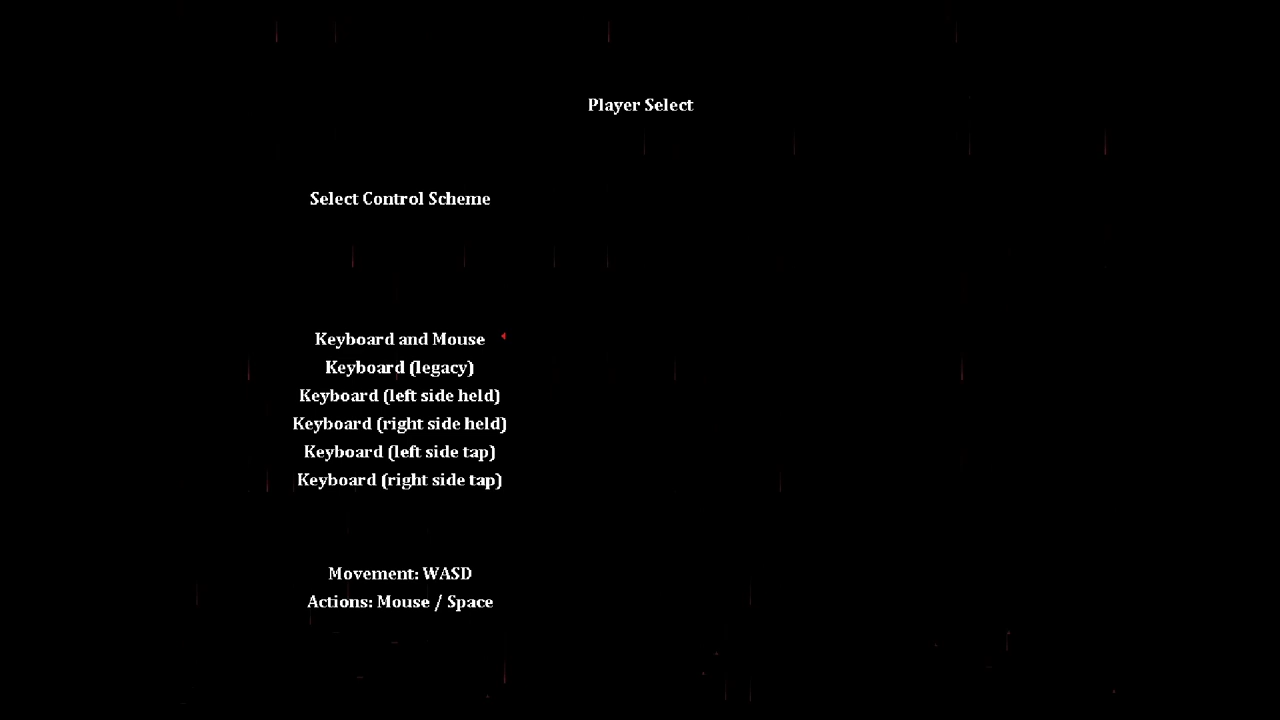 Player Select
Select Control Scheme
Keyboard and Mouse
Keyboard (legacy)
Keyboard (left side held)
Keyboard (right side held)
Keyboard (left side tap)
Keyboard (right side tap)
Movement: WASD
Actions: Mouse / Space